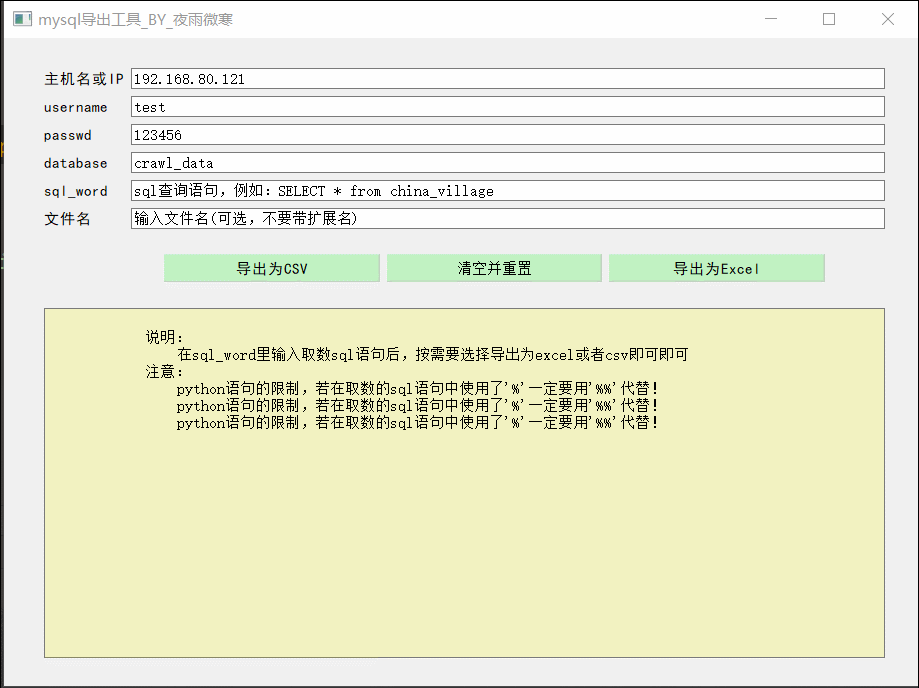 mysql导出工具_BY_夜雨微寒
主机名或IP 192.168.80.121
username test
passwd 123456
database crawl_data
sql_word sql查询语句，例如：SELECT * from china_village
文件名 输入文件名(可选，不要带扩展名)
导出为CSV 清空并重置 导出为Excel
说明：
在sql_word里输入取数sql语句后，按需要选择导出为excel或者csv即可即可
注意：
python语句的限制，若在取数的sql语句中使用了'%'一定要用'%%'代替！
python语句的限制，若在取数的sql语句中使用了'%'一定要用'%%'代替！
python语句的限制，若在取数的sql语句中使用了'%'一定要用'%%'代替！